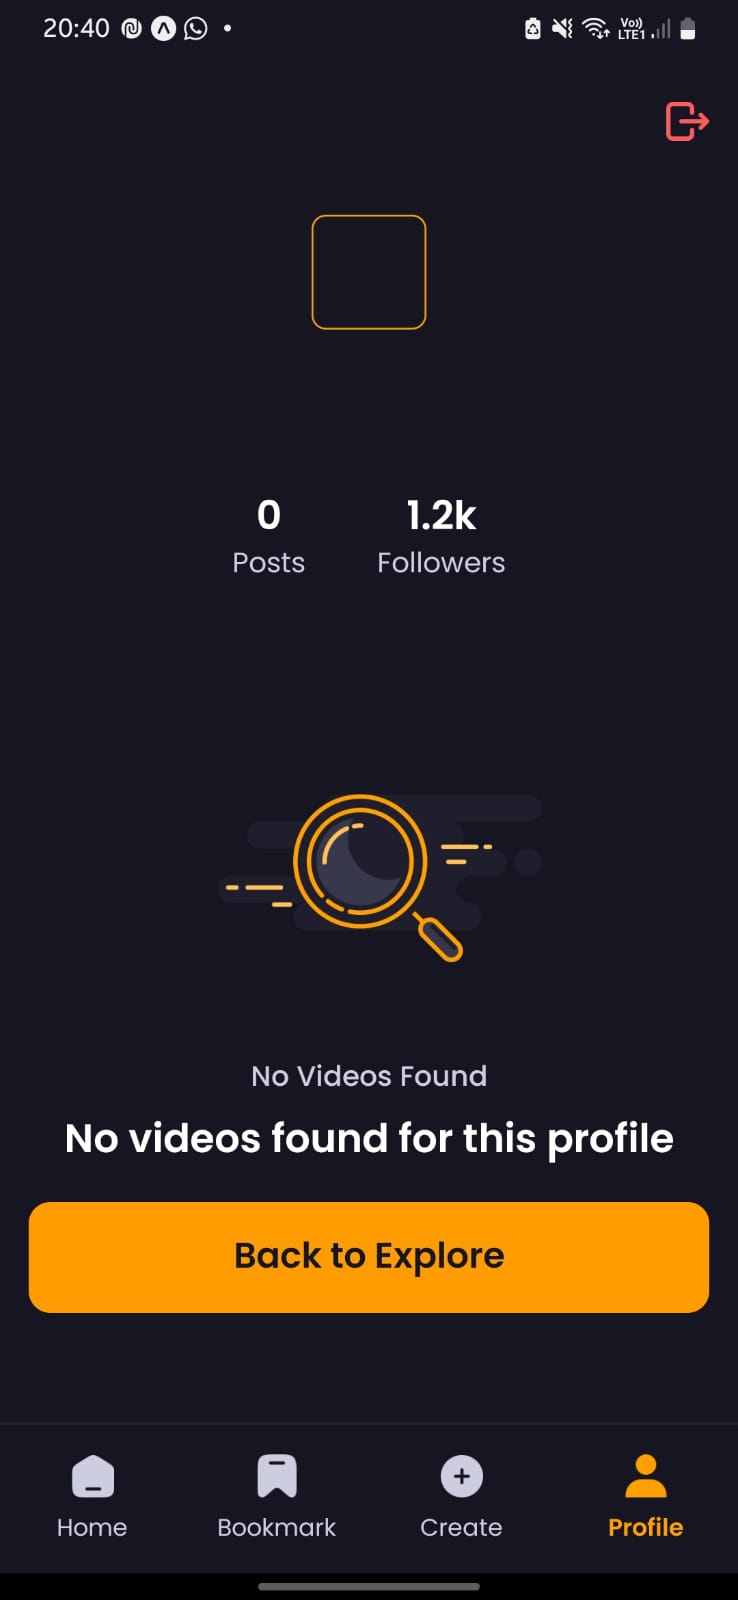 20:40
Vo))
LTE1
0
1.2k
Posts
Followers
No Videos Found
No videos found for this profile
Back to Explore
Home
Bookmark
Create
Profile